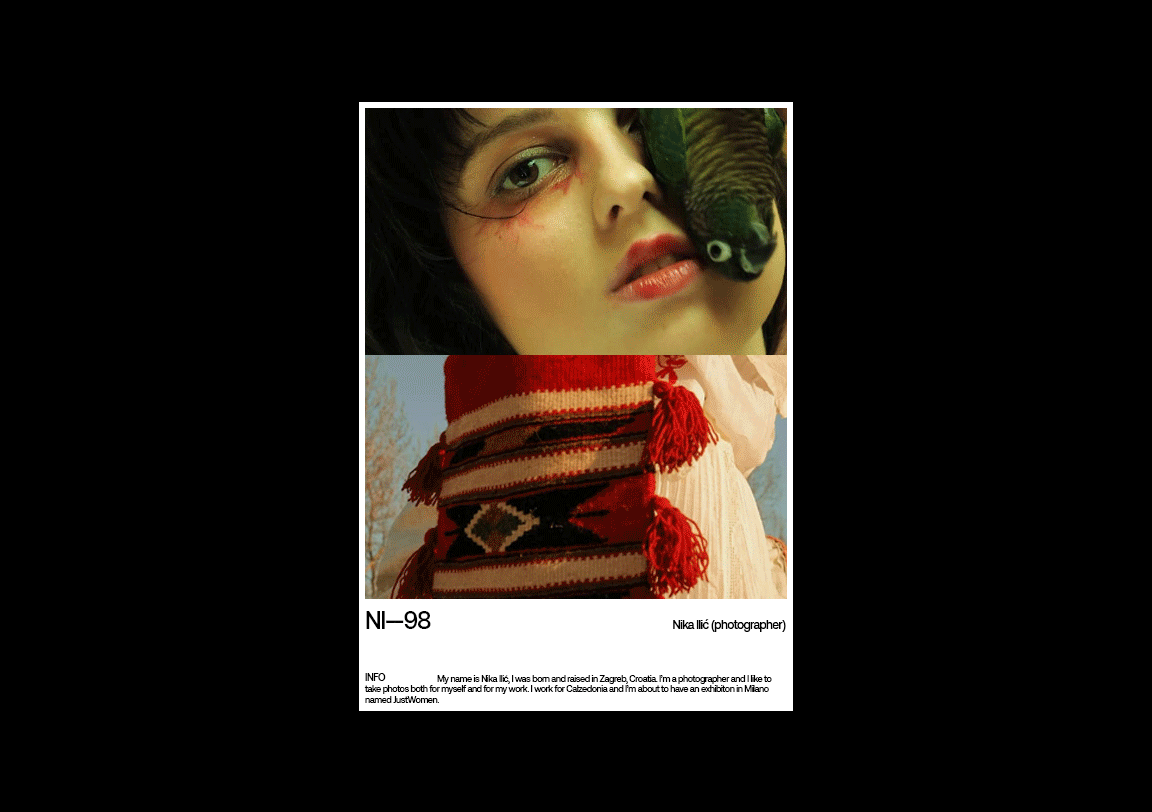 NI—98
Nika Ilić (photographer)
INFO My name is Nika Ilić, I was born and raised in Zagreb, Croatia. I'm a photographer and I like to
take photos both for myself and for my work. I work for Calzedonia and I'm about to have an exhibiton in Milano
named JustWomen.